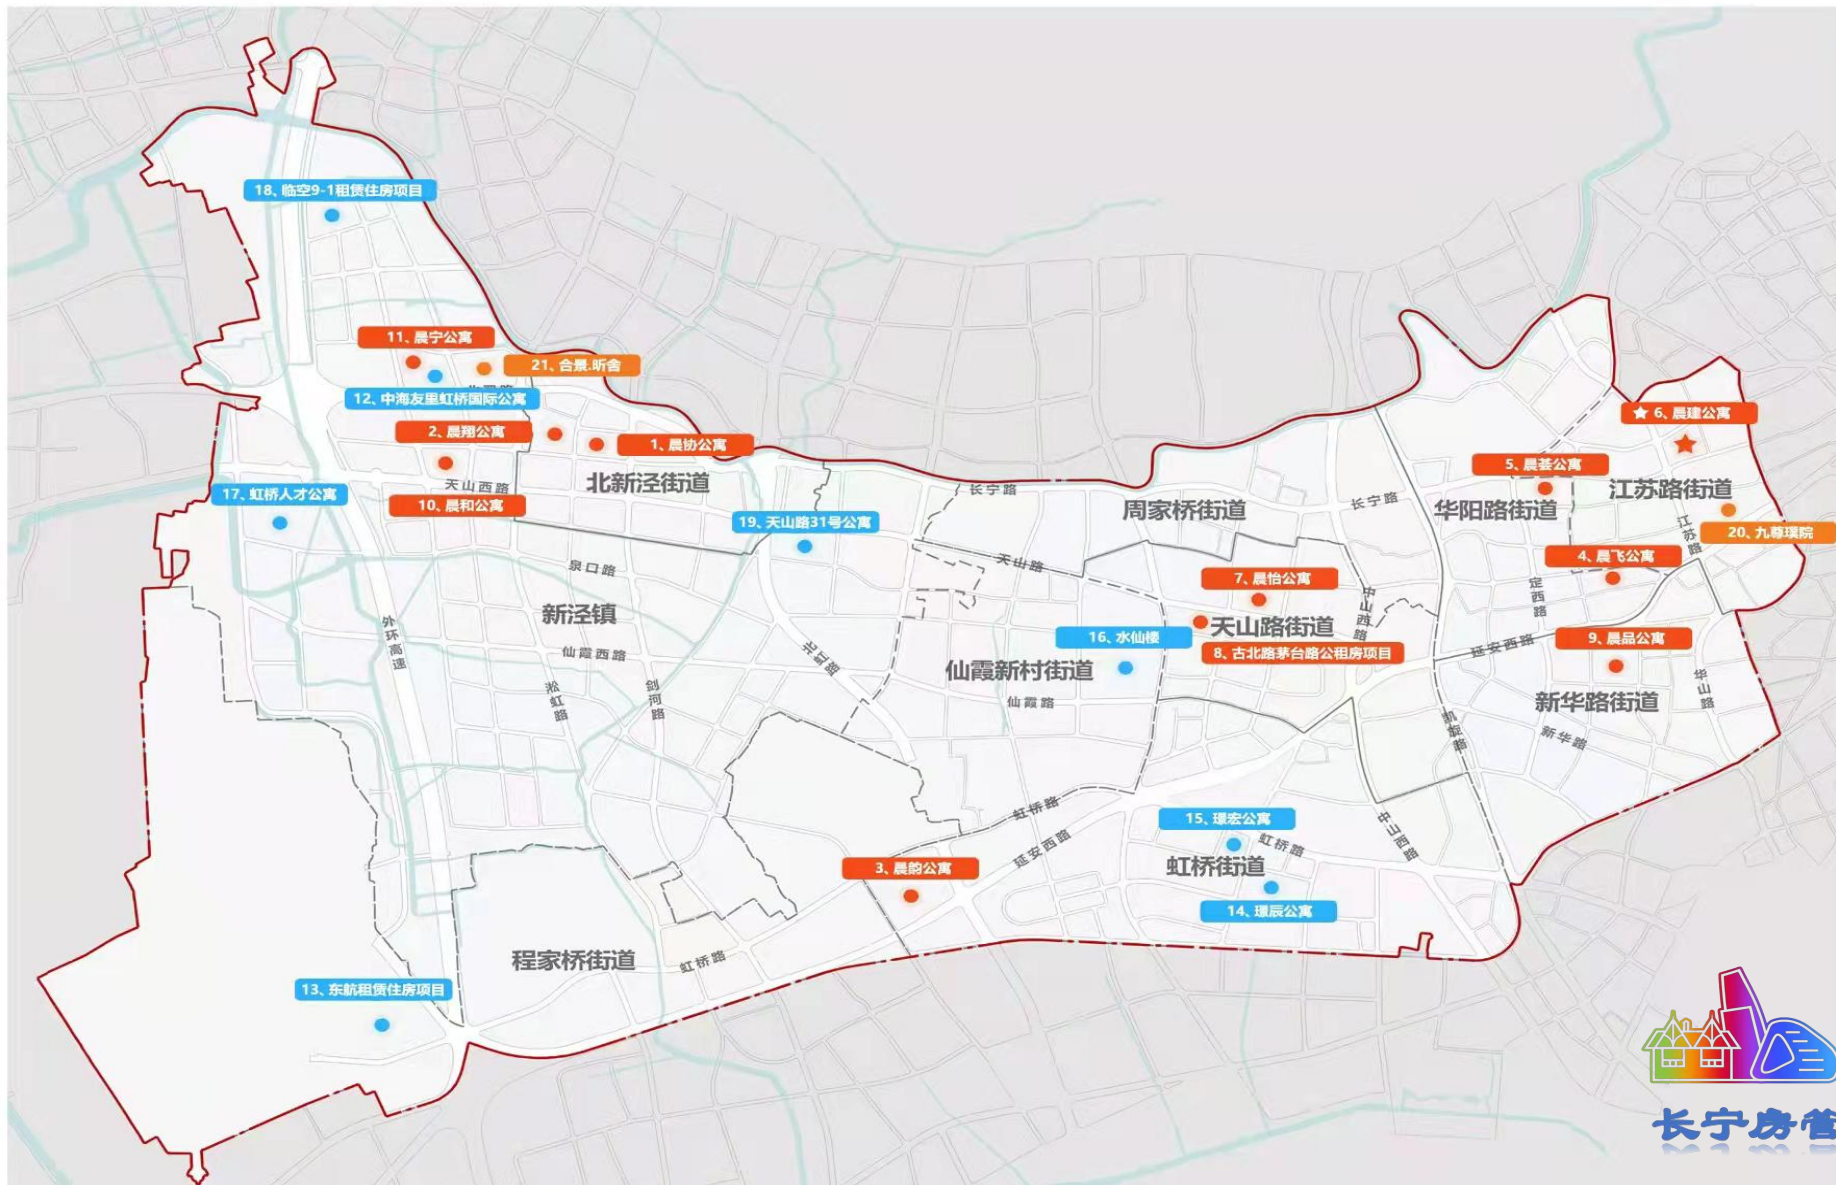 18、临空9-1租赁住房项目
11、晨宁公寓
21、合景.昕舍
12、中海友里虹桥国际公寓
2、晨翔公寓
1、晨协公寓
★ 6、晨建公寓
北新泾街道
天山西路
10、晨和公寓
17、虹桥人才公寓
长宁路
周家桥街道
长宁路
5、晨荟公寓
华阳路街道
江苏路街道
19、天山路31号公寓
江苏路
20、九尊璞院
天山路
4、晨飞公寓
泉口路
7、晨怡公寓
中山西路
定西路
新泾镇
外环高速
天山路街道
16、水仙楼
8、古北路茅台路公租房项目
延安西路
9、晨品公寓
仙霞西路
北虹路
仙霞新村街道
仙霞路
淞虹路
剑河路
凯旋路
新华路街道
华山路
新华路
虹桥路
延安西路
15、璟宏公寓
虹桥路
中山西路
虹桥街道
3、晨韵公寓
14、璟辰公寓
程家桥街道
虹桥路
13、东航租赁住房项目
长宁房管